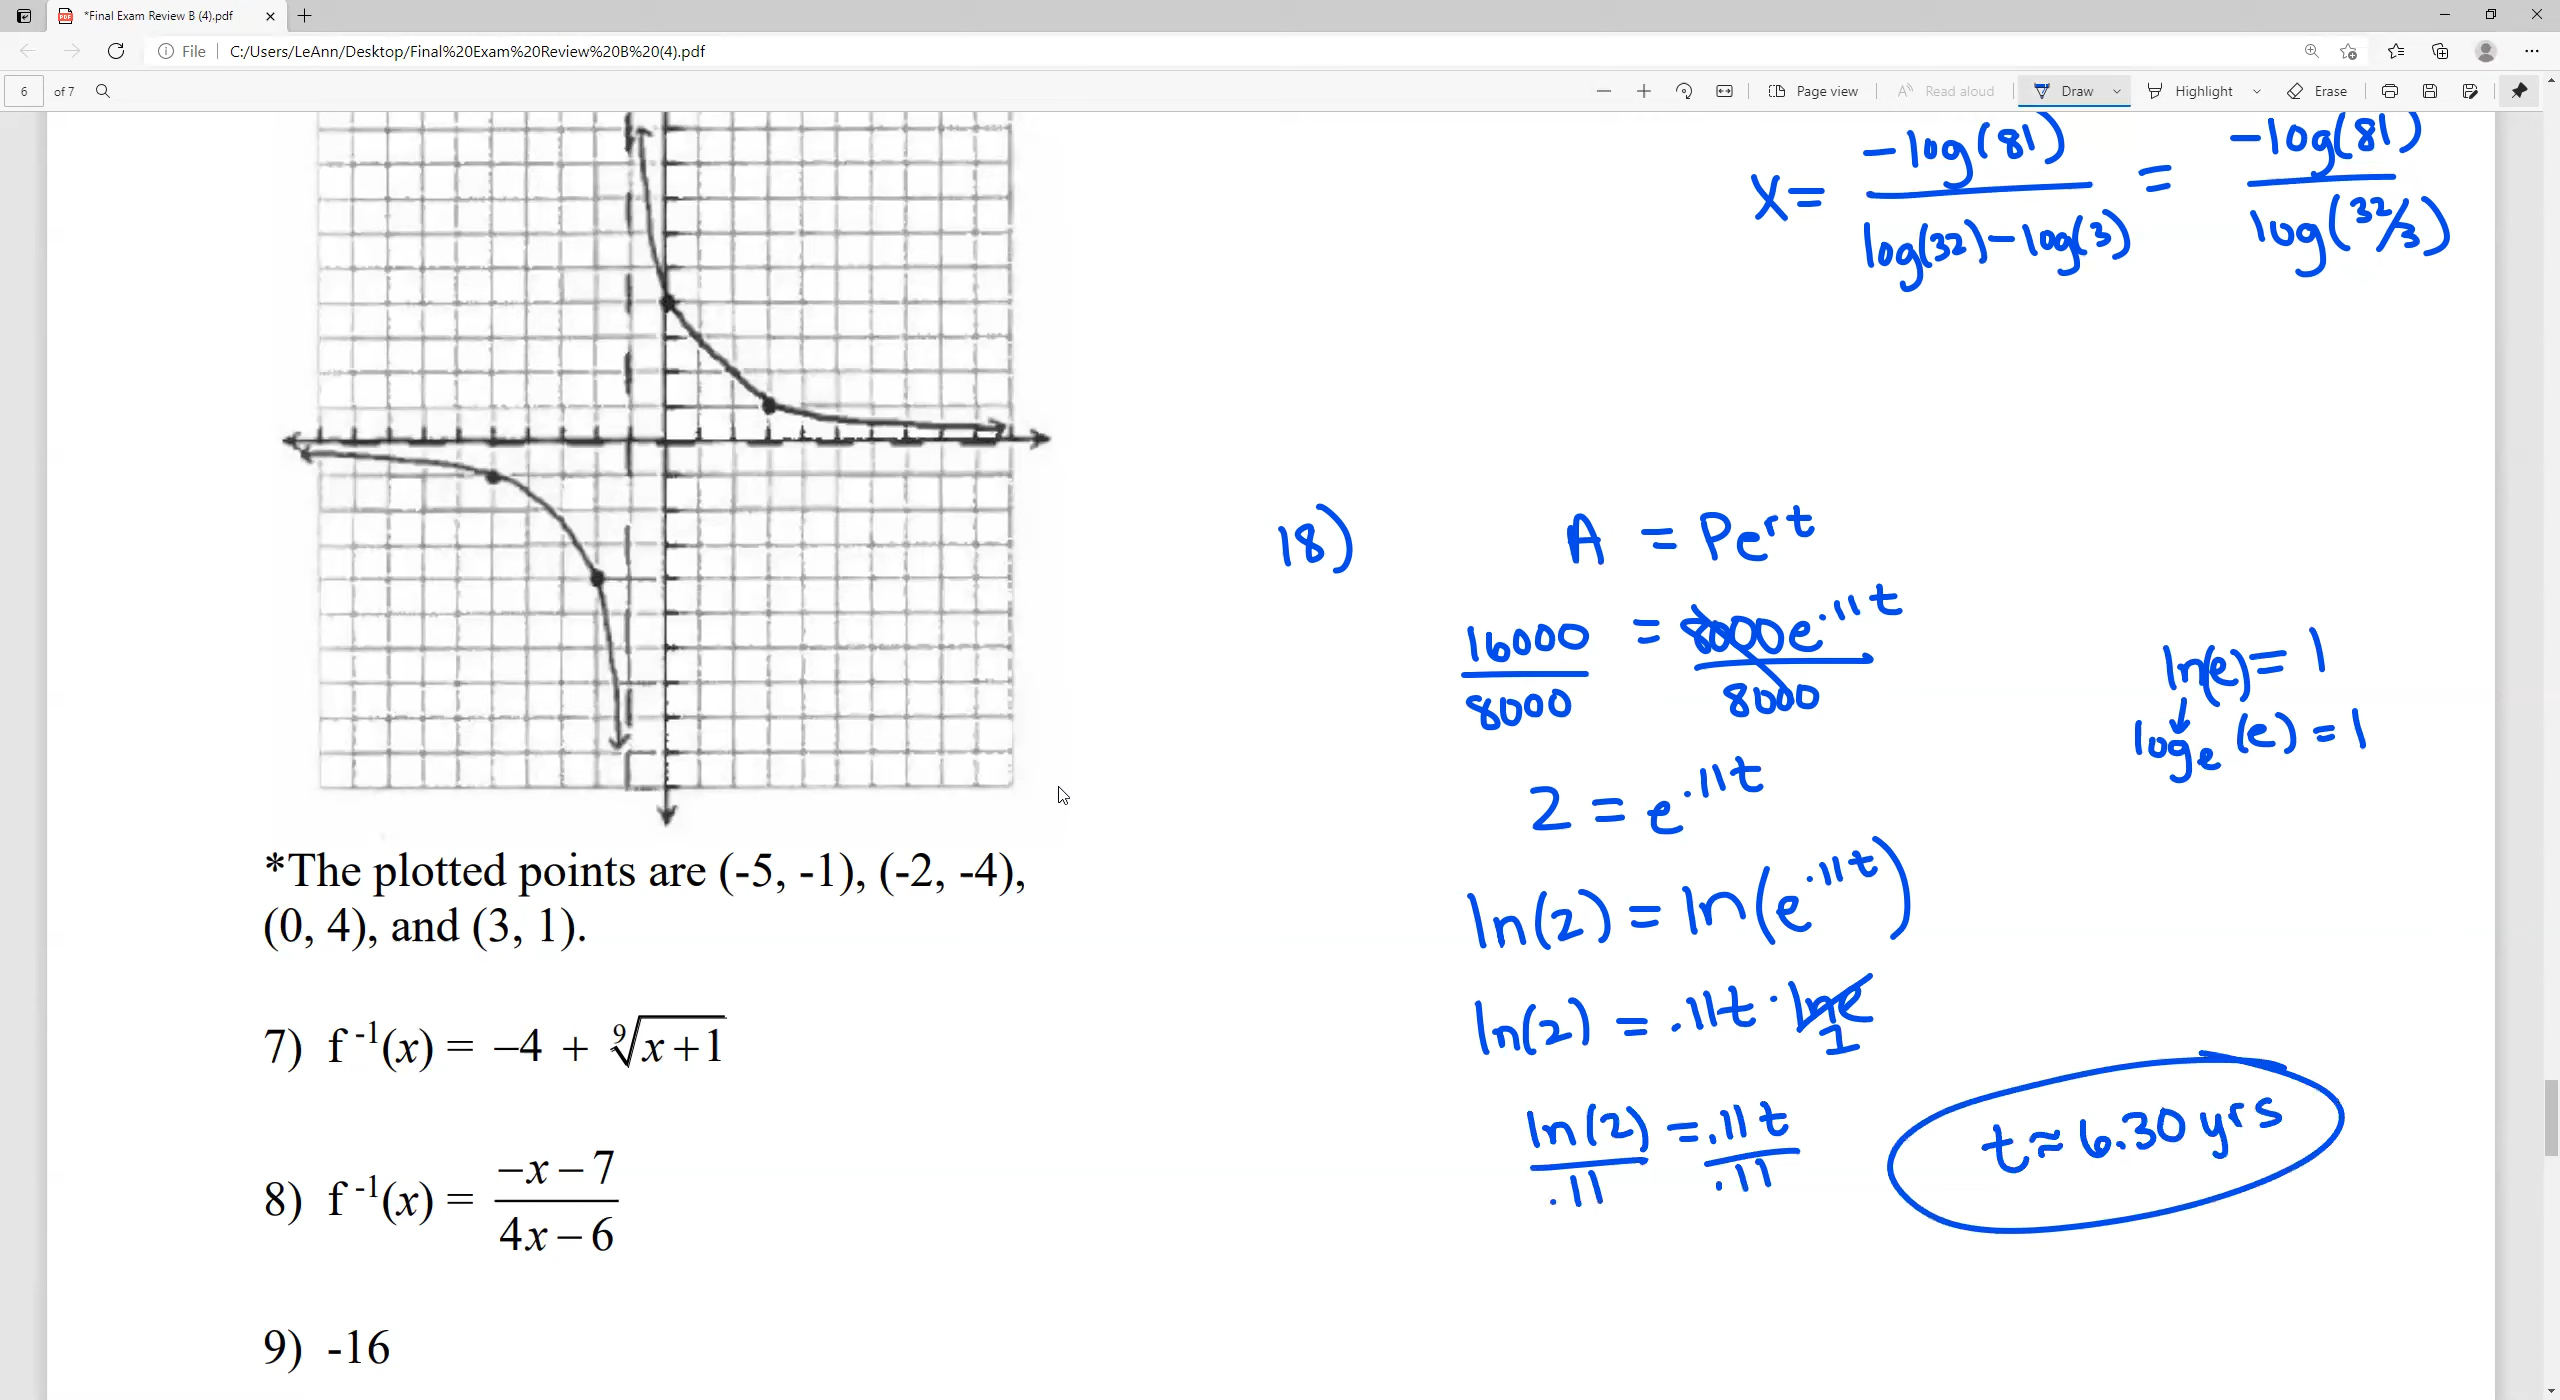 *Final Exam Review B (4).pdf
File C:/Users/LeAnn/Desktop/Final%20Exam%20Review%20B%20(4).pdf
6 of 7 Page view Read aloud Draw Highlight Erase
*The plotted points are (-5, -1), (-2, -4),
(0, 4), and (3, 1).
7) f⁻¹(x) = −4 + ⁹√(x+1)
8) f⁻¹(x) = (−x−7)/(4x−6)
9) -16
x = -log(81)/(log(32)-log(3)) = -log(81)/log(32/3)
18) A = Pe^rt
16000/8000 = 8000e^.11t/8000
2 = e^.11t
ln(2) = ln(e^.11t)
ln(2) = .11t · lne
1
ln(2)/.11 = .11t/.11
t ≈ 6.30 yrs
ln(e) = 1
↓
logₑ(e) = 1